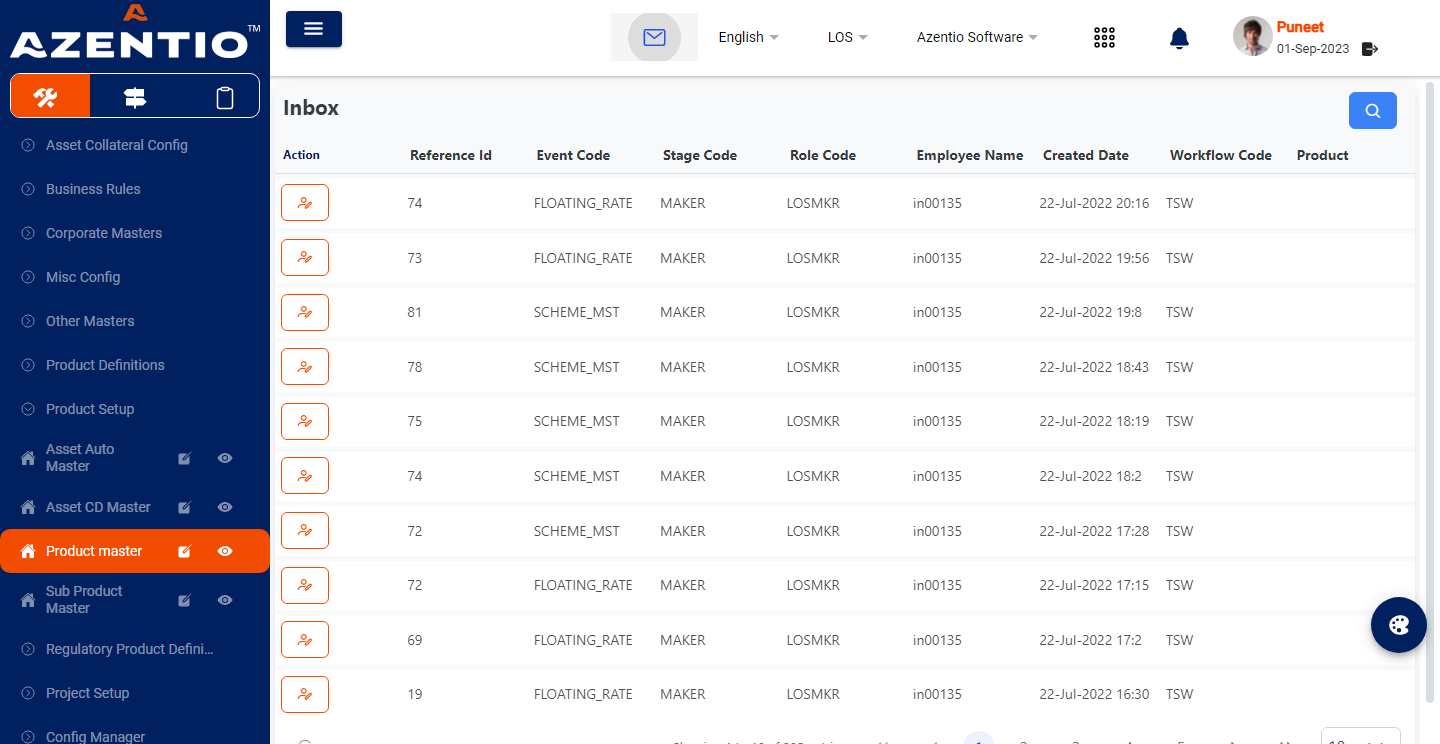 AZENTIO™
English
LOS
Azentio Software
Puneet
01-Sep-2023
Asset Collateral Config
Business Rules
Corporate Masters
Misc Config
Other Masters
Product Definitions
Product Setup
Asset Auto
Master
Asset CD Master
Product master
Sub Product
Master
Regulatory Product Defini...
Project Setup
Config Manager
Inbox
Action Reference Id Event Code Stage Code Role Code Employee Name Created Date Workflow Code Product
74 FLOATING_RATE MAKER LOSMKR in00135 22-Jul-2022 20:16 TSW
73 FLOATING_RATE MAKER LOSMKR in00135 22-Jul-2022 19:56 TSW
81 SCHEME_MST MAKER LOSMKR in00135 22-Jul-2022 19:8 TSW
78 SCHEME_MST MAKER LOSMKR in00135 22-Jul-2022 18:43 TSW
75 SCHEME_MST MAKER LOSMKR in00135 22-Jul-2022 18:19 TSW
74 SCHEME_MST MAKER LOSMKR in00135 22-Jul-2022 18:2 TSW
72 SCHEME_MST MAKER LOSMKR in00135 22-Jul-2022 17:28 TSW
72 FLOATING_RATE MAKER LOSMKR in00135 22-Jul-2022 17:15 TSW
69 FLOATING_RATE MAKER LOSMKR in00135 22-Jul-2022 17:2 TSW
19 FLOATING_RATE MAKER LOSMKR in00135 22-Jul-2022 16:30 TSW